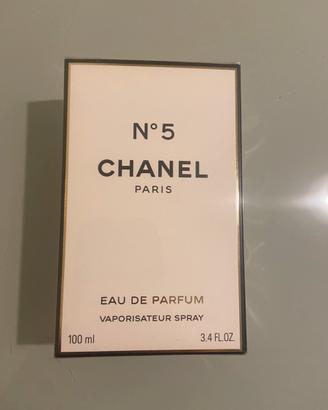 N°5
CHANEL
PARIS
EAU DE PARFUM
VAPORISATEUR SPRAY
100 ml 3.4 FL.OZ.